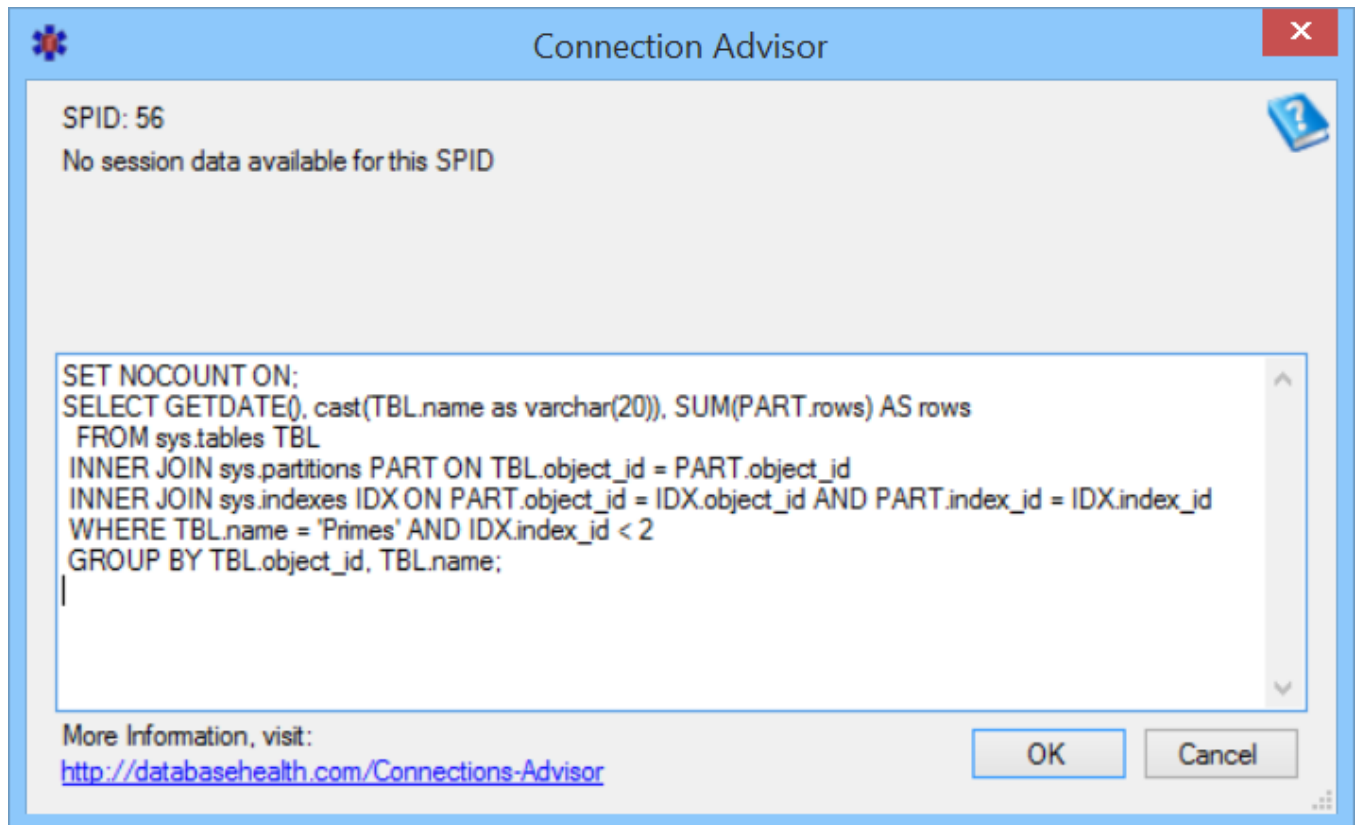 Connection Advisor
SPID: 56
No session data available for this SPID
SET NOCOUNT ON;
SELECT GETDATE(), cast(TBL.name as varchar(20)), SUM(PART.rows) AS rows
FROM sys.tables TBL
INNER JOIN sys.partitions PART ON TBL.object_id = PART.object_id
INNER JOIN sys.indexes IDX ON PART.object_id = IDX.object_id AND PART.index_id = IDX.index_id
WHERE TBL.name = 'Primes' AND IDX.index_id < 2
GROUP BY TBL.object_id, TBL.name;
More Information, visit:
http://databasehealth.com/Connections-Advisor
OK
Cancel